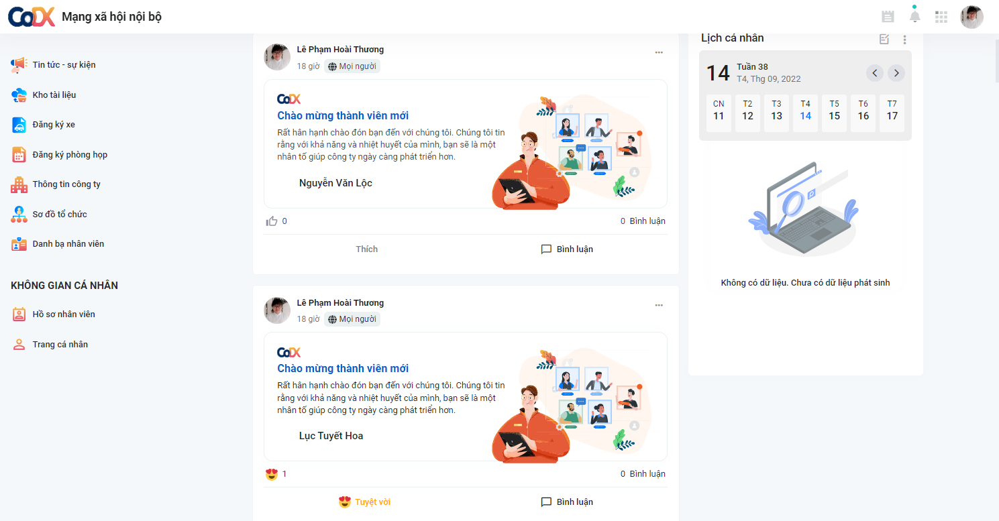 CoDX Mạng xã hội nội bộ
Tin tức - sự kiện
Kho tài liệu
Đăng ký xe
Đăng ký phòng họp
Thông tin công ty
Sơ đồ tổ chức
Danh bạ nhân viên
KHÔNG GIAN CÁ NHÂN
Hồ sơ nhân viên
Trang cá nhân
Lê Phạm Hoài Thương
18 giờ Mọi người
CoDX
Chào mừng thành viên mới
Rất hân hạnh chào đón bạn đến với chúng tôi. Chúng tôi tin
rằng với khả năng và nhiệt huyết của mình, bạn sẽ là một
nhân tố giúp công ty ngày càng phát triển hơn.
Nguyễn Văn Lộc
0 0 Bình luận
Thích Bình luận
Lê Phạm Hoài Thương
18 giờ Mọi người
CoDX
Chào mừng thành viên mới
Rất hân hạnh chào đón bạn đến với chúng tôi. Chúng tôi tin
rằng với khả năng và nhiệt huyết của mình, bạn sẽ là một
nhân tố giúp công ty ngày càng phát triển hơn.
Lục Tuyết Hoa
1 0 Bình luận
Tuyệt vời Bình luận
Lịch cá nhân
14 Tuần 38
T4, Thg 09, 2022
CN T2 T3 T4 T5 T6 T7
11 12 13 14 15 16 17
Không có dữ liệu. Chưa có dữ liệu phát sinh